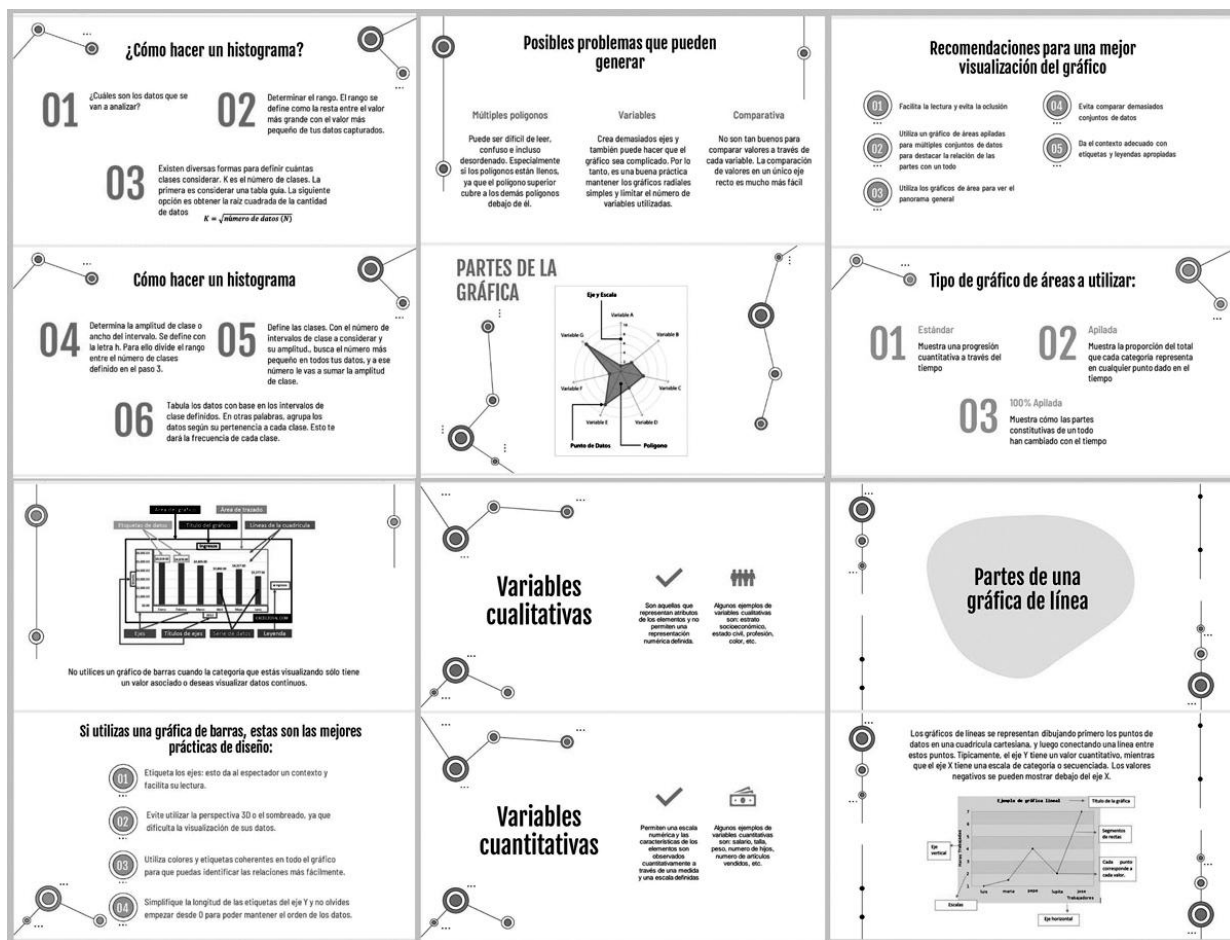 ¿Cómo hacer un histograma?
01
¿Cuáles son los datos que se
van a analizar?
02
Determinar el rango. El rango se
define como la resta entre el valor
más grande con el valor más
pequeño de tus datos capturados.
03
Existen diversas formas para definir cuántas
clases considerar. K es el número de clases. La
primera es considerar una tabla guía. La siguiente
opción es obtener la raíz cuadrada de la cantidad
de datos
K = √número de datos (N)
Posibles problemas que pueden
generar
Múltiples polígonos
Puede ser difícil de leer,
confuso e incluso
desordenado. Especialmente
si los polígonos están llenos,
ya que el polígono superior
cubre a los demás polígonos
debajo de él.
Variables
Crea demasiados ejes y
también puede hacer que el
gráfico sea complicado. Por lo
tanto, es una buena práctica
mantener los gráficos radiales
simples y limitar el número de
variables utilizadas.
Comparativa
No son tan buenos para
comparar valores a través de
cada variable. La comparación
de valores en un único eje
recto es mucho más fácil
Recomendaciones para una mejor
visualización del gráfico
01
Facilita la lectura y evita la oclusión
02
Utiliza un gráfico de áreas apiladas
para múltiples conjuntos de datos
para destacar la relación de las
partes con un todo
03
Utiliza los gráficos de área para ver el
panorama general
04
Evita comparar demasiados
conjuntos de datos
05
Da el contexto adecuado con
etiquetas y leyendas apropiadas
Cómo hacer un histograma
04
Determina la amplitud de clase o
ancho del intervalo. Se define con
la letra h. Para ello divide el rango
entre el número de clases
definido en el paso 3.
05
Define las clases. Con el número de
intervalos de clase a considerar y
su amplitud., busca el número más
pequeño en todos tus datos, y a ese
número le vas a sumar la amplitud
de clase.
06
Tabula los datos con base en los intervalos de
clase definidos. En otras palabras, agrupa los
datos según su pertenencia a cada clase. Esto te
dará la frecuencia de cada clase.
PARTES DE LA
GRÁFICA
Eje y Escala
Variable A
Variable G
Variable B
Variable F
Variable C
Variable E
Variable D
Punto de Datos
Polígono
Tipo de gráfico de áreas a utilizar:
01
Estándar
Muestra una progresión
cuantitativa a través del
tiempo
02
Apilada
Muestra la proporción del total
que cada categoría representa
en cualquier punto dado en el
tiempo
03
100% Apilada
Muestra cómo las partes
constitutivas de un todo
han cambiado con el tiempo
Área del gráfico
Área de trazado
Etiquetas de datos
Título del gráfico
Líneas de la cuadrícula
Ejes
Títulos de ejes
Serie de datos
Leyenda
No utilices un gráfico de barras cuando la categoría que estás visualizando sólo tiene
un valor asociado o deseas visualizar datos continuos.
Variables
cualitativas
Son aquellas que
representan atributos
de los elementos y no
permiten una
representación
numérica definida.
Algunos ejemplos de
variables cualitativas
son: estrato
socioeconómico,
estado civil, profesión,
color, etc.
Partes de una
gráfica de línea
Si utilizas una gráfica de barras, estas son las mejores
prácticas de diseño:
01
Etiqueta los ejes: esto da al espectador un contexto y
facilita su lectura.
02
Evite utilizar la perspectiva 3D o el sombreado, ya que
dificulta la visualización de sus datos.
03
Utiliza colores y etiquetas coherentes en todo el gráfico
para que puedas identificar las relaciones más fácilmente.
04
Simplifique la longitud de las etiquetas del eje Y y no olvides
empezar desde 0 para poder mantener el orden de los datos.
Variables
cuantitativas
Permiten una escala
numérica y las
características de los
elementos son
observados
cuantitativamente a
través de una medida
y una escala definidas
Algunos ejemplos de
variables cuantitativas
son: salario, talla,
peso, numero de hijos,
numero de artículos
vendidos, etc.
Los gráficos de líneas se representan dibujando primero los puntos de
datos en una cuadrícula cartesiana, y luego conectando una línea entre
estos puntos. Típicamente, el eje Y tiene un valor cuantitativo, mientras
que el eje X tiene una escala de categoría o secuenciada. Los valores
negativos se pueden mostrar debajo del eje X.
Ejemplo de gráfica lineal
Título de la gráfica
Segmentos
de rectas
Eje
vertical
Horas Trabajadas
7
6
5
4
3
2
1
Cada punto
corresponde a
cada valor.
luis
maria
pepe
lupita
jose
Trabajadores
Escalas
Eje horizontal